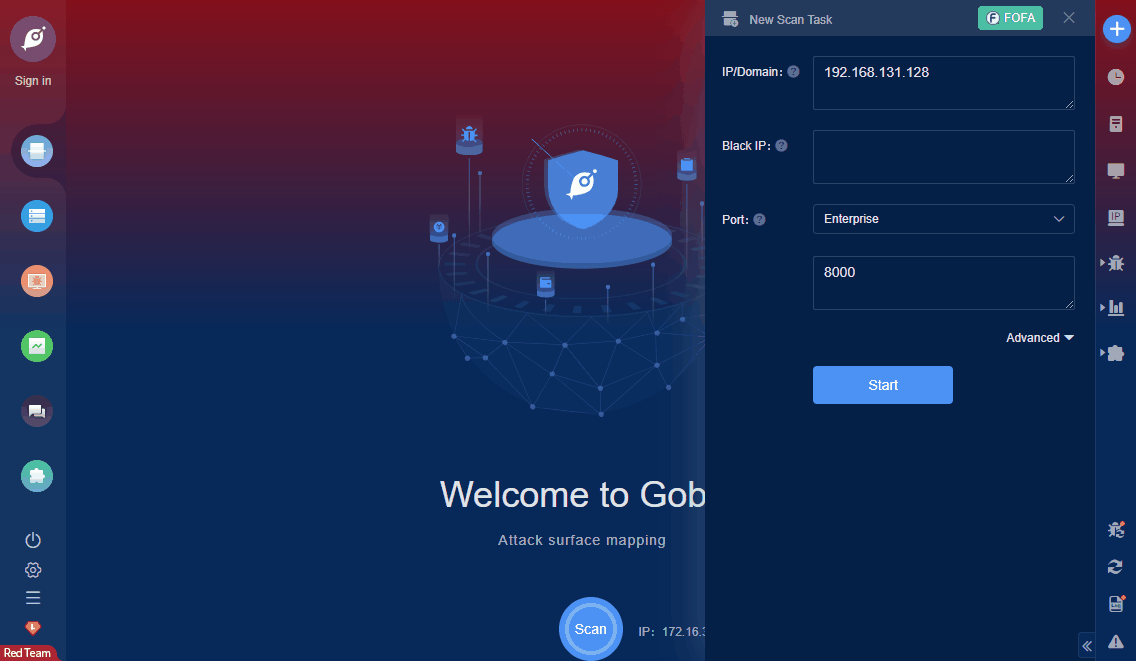 New Scan Task
FOFA
Sign in
IP/Domain:
192.168.131.128
Black IP:
Port:
Enterprise
8000
Advanced
Start
Welcome to Gob
Attack surface mapping
Scan
IP: 172.16.3
Red Team
IP